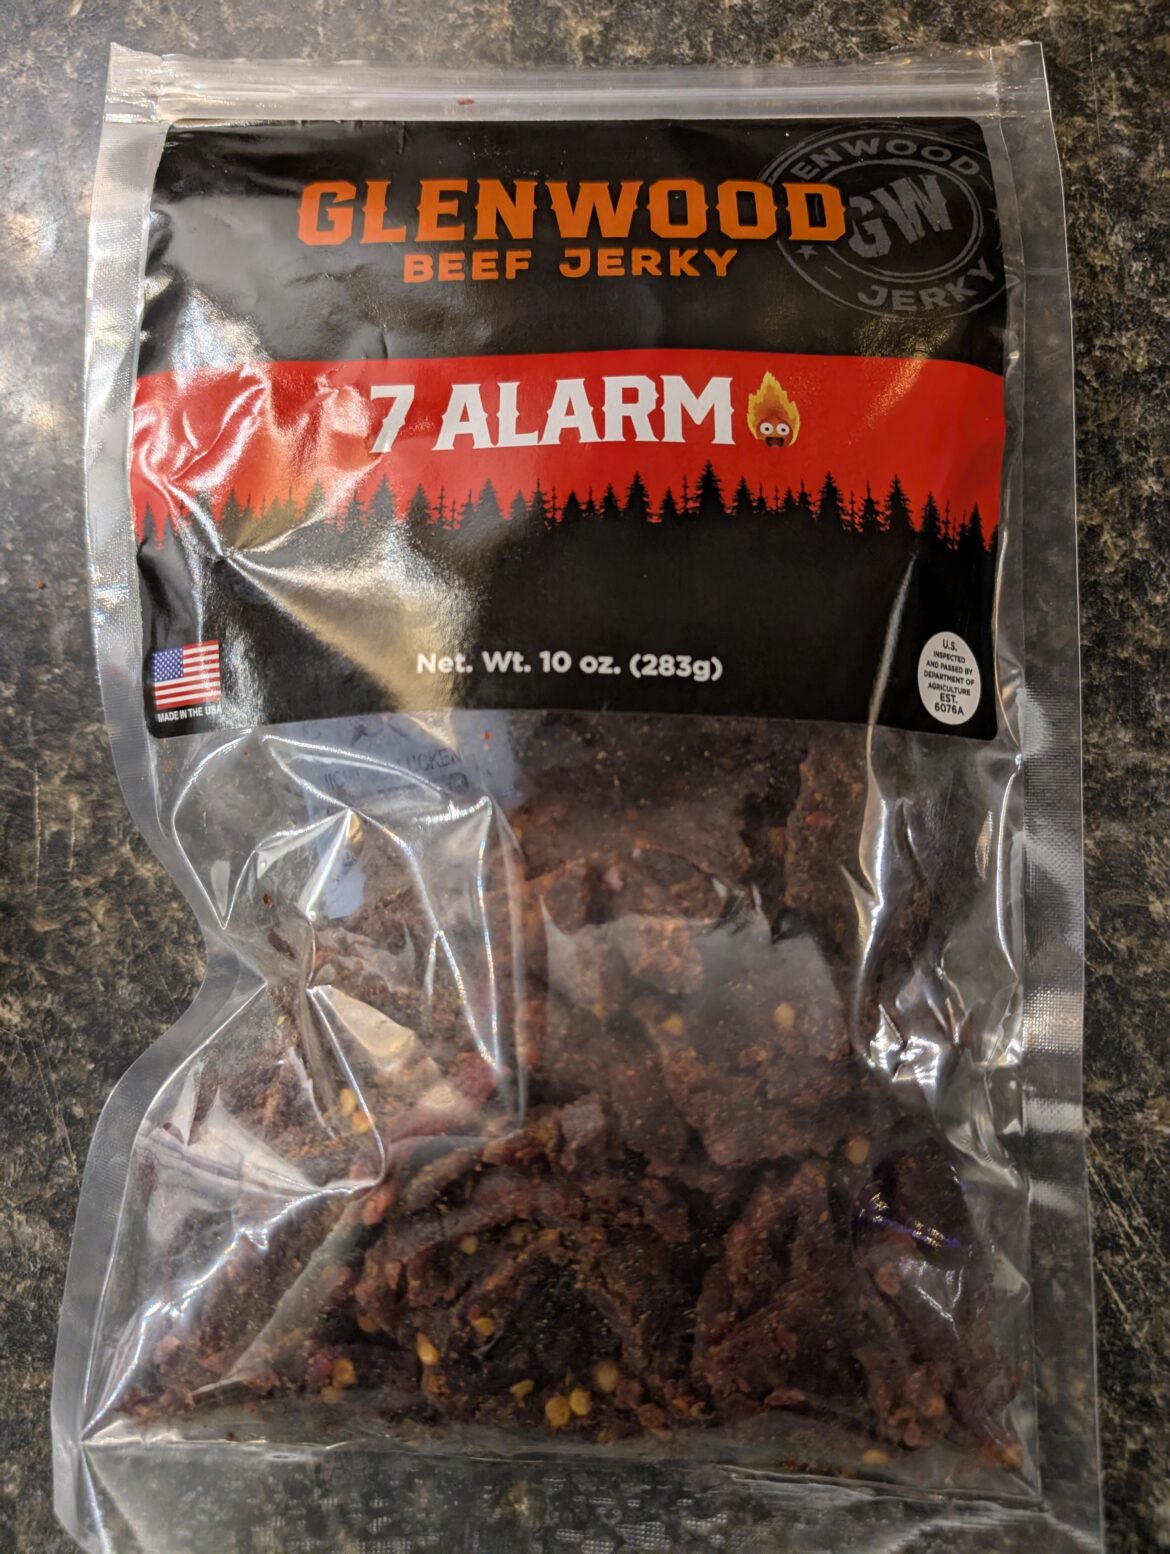 GLENWOOD
BEEF JERKY
ENWOOD
GW
JERKY
7 ALARM
Net. Wt. 10 oz. (283g)
MADE IN THE USA
U.S.
INSPECTED
AND PASSED BY
DEPARTMENT OF
AGRICULTURE
EST.
6076A